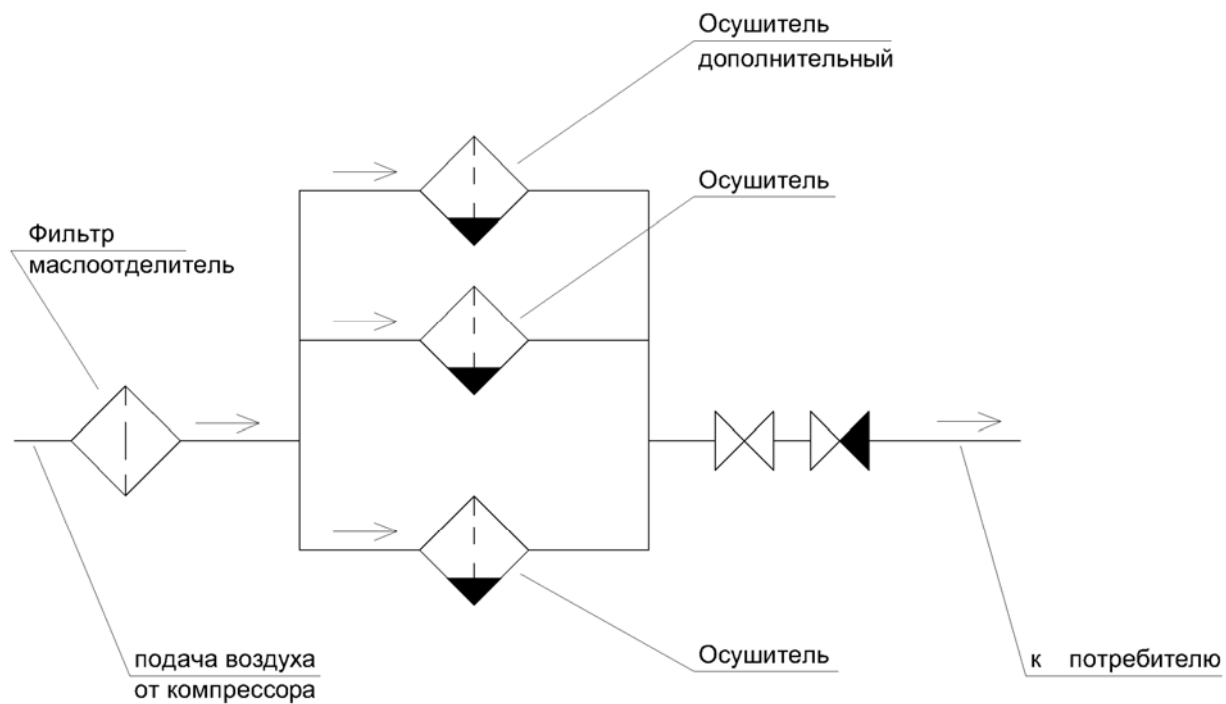 Осушитель
дополнительный
Осушитель
Фильтр
маслоотделитель
Осушитель
подача воздуха
от компрессора
к потребителю